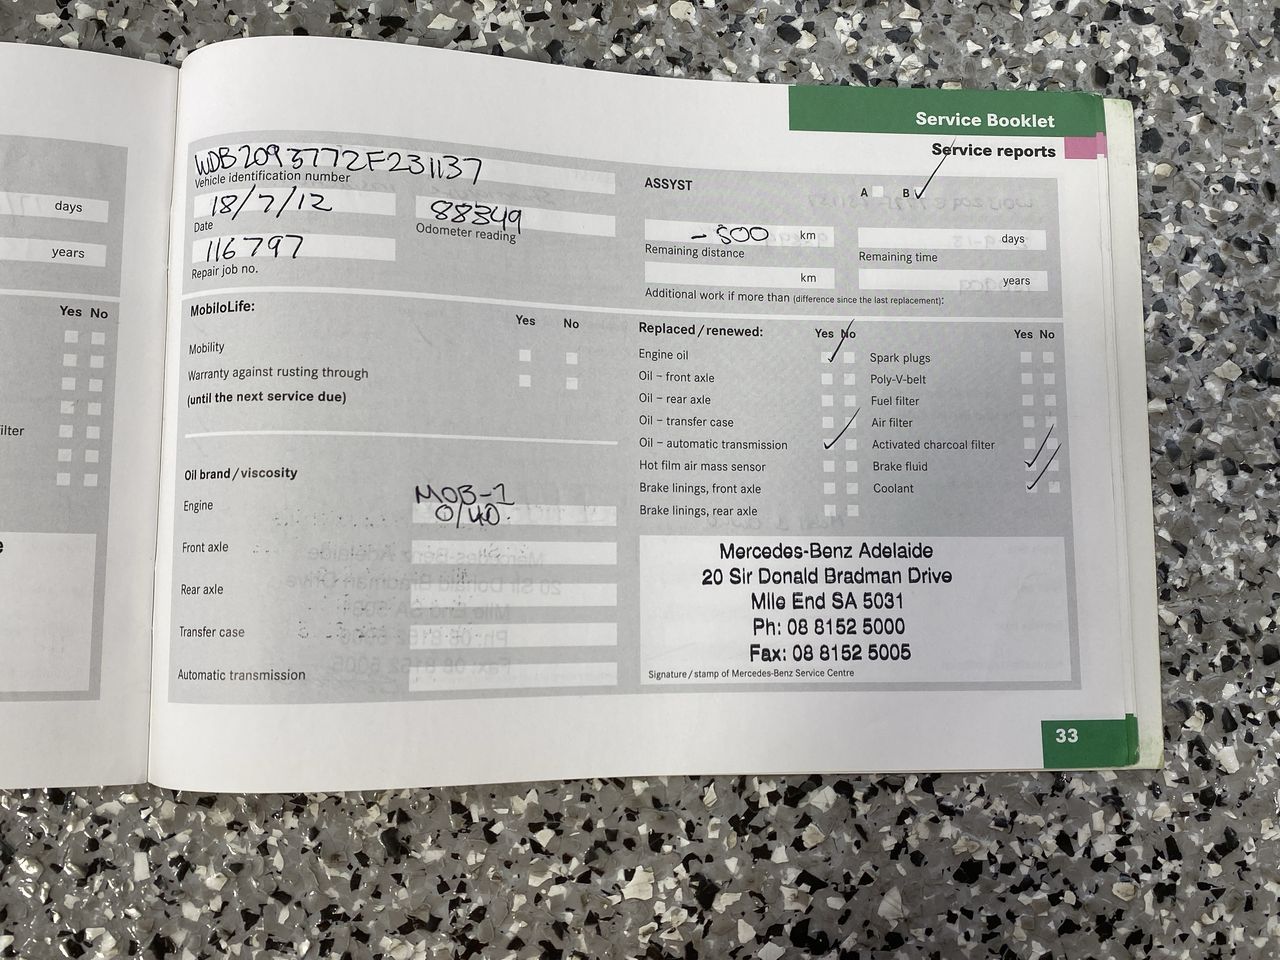 Service Booklet
Service reports
WDB2093772F231137
Vehicle identification number
18/7/12
Date
88349
Odometer reading
116797
Repair job no.
MobiloLife:
Yes No
Mobility
Warranty against rusting through
(until the next service due)
Oil brand/viscosity
Engine
MOB-1
0/40.
Front axle
Rear axle
Transfer case
Automatic transmission
ASSYST
A B
-500 km
Remaining distance
days
Remaining time
km
years
Additional work if more than (difference since the last replacement):
Replaced/renewed:
Yes No
Engine oil
Oil – front axle
Oil – rear axle
Oil – transfer case
Oil – automatic transmission
Hot film air mass sensor
Brake linings, front axle
Brake linings, rear axle
Yes No
Spark plugs
Poly-V-belt
Fuel filter
Air filter
Activated charcoal filter
Brake fluid
Coolant
Mercedes-Benz Adelaide
20 Sir Donald Bradman Drive
Mile End SA 5031
Ph: 08 8152 5000
Fax: 08 8152 5005
Signature/stamp of Mercedes-Benz Service Centre
33
days
years
Yes No
ilter